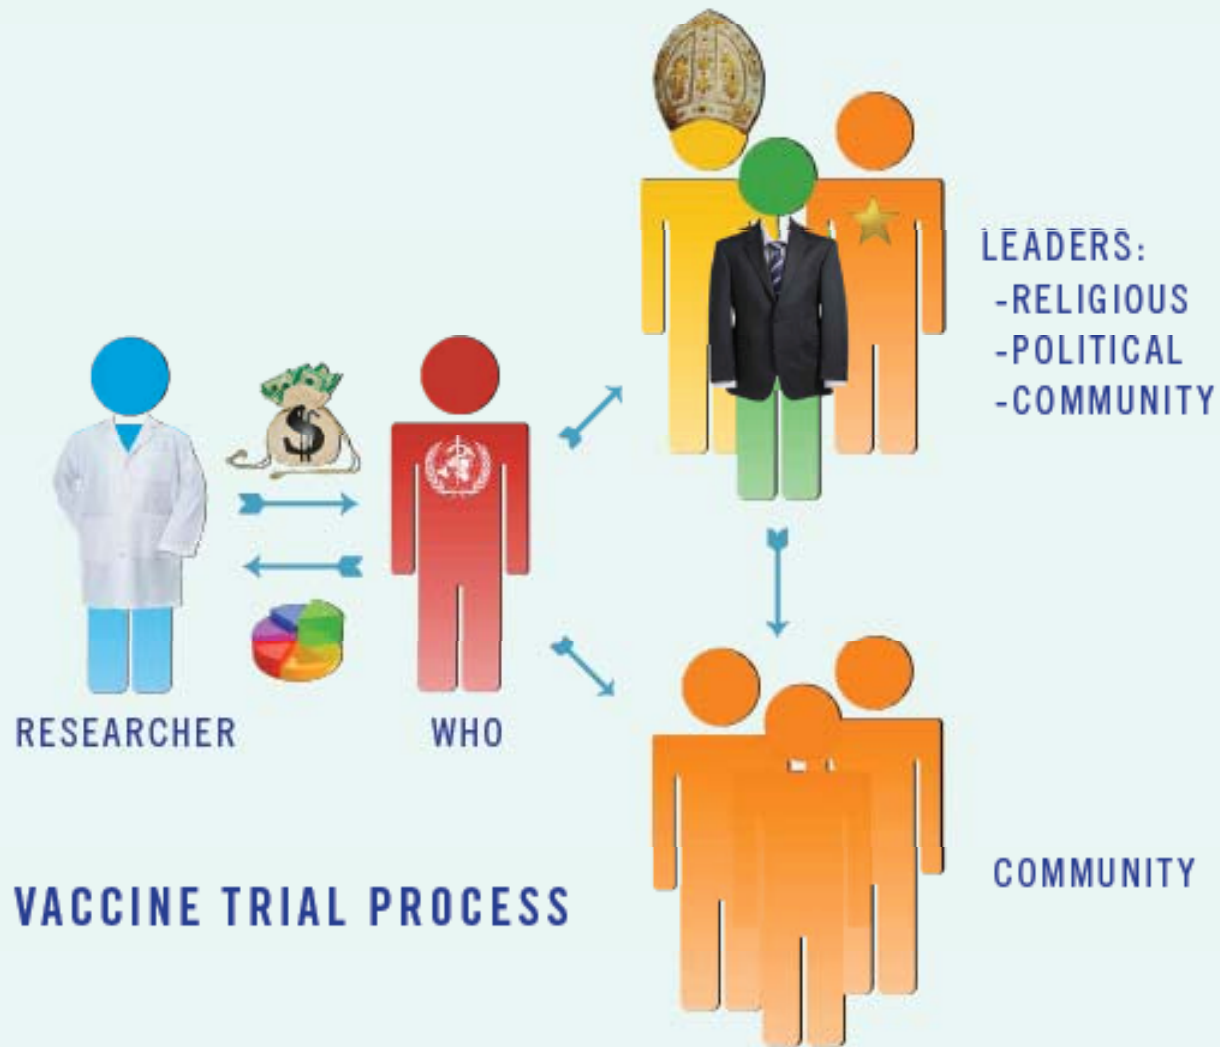 LEADERS:
-RELIGIOUS
-POLITICAL
-COMMUNITY
$
RESEARCHER
WHO
COMMUNITY
VACCINE TRIAL PROCESS